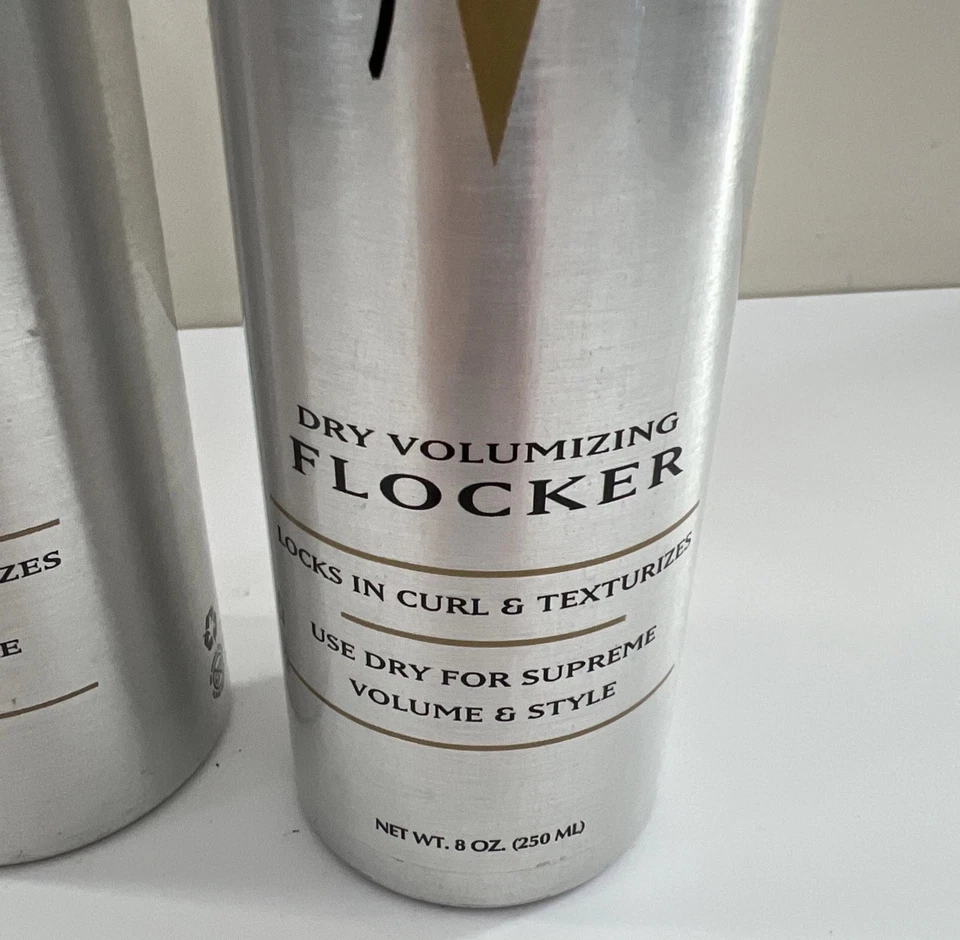 DRY VOLUMIZING
FLOCKER
LOCKS IN CURL & TEXTURIZES
USE DRY FOR SUPREME
VOLUME & STYLE
NET WT. 8 OZ. (250 ML)
ZES
E